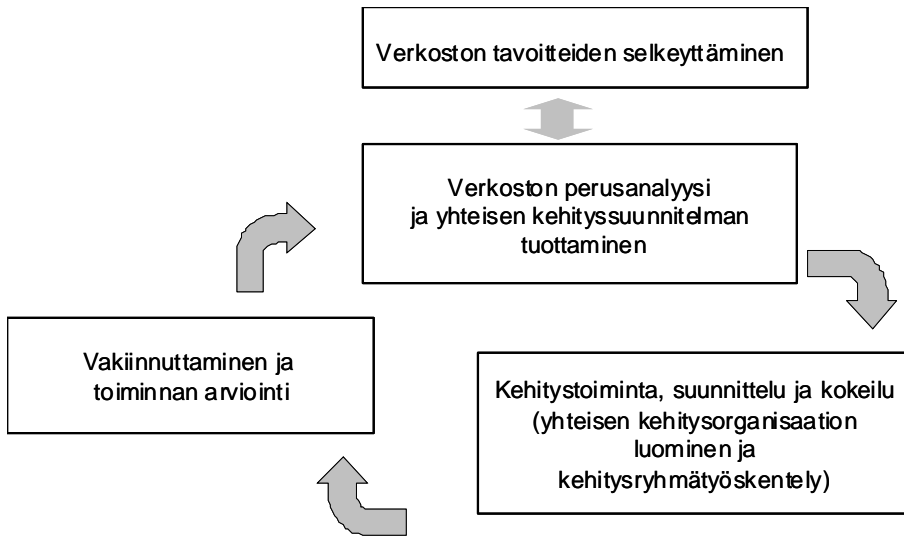 Verkoston tavoitteiden selkeyttäminen
Verkoston perusanalyysi
ja yhteisen kehityssuunnitelman
tuottaminen
Vakiinnuttaminen ja
toiminnan arviointi
Kehitystoiminta, suunnittelu ja kokeilu
(yhteisen kehitysorganisaation
luominen ja
kehitysryhmätyöskentely)